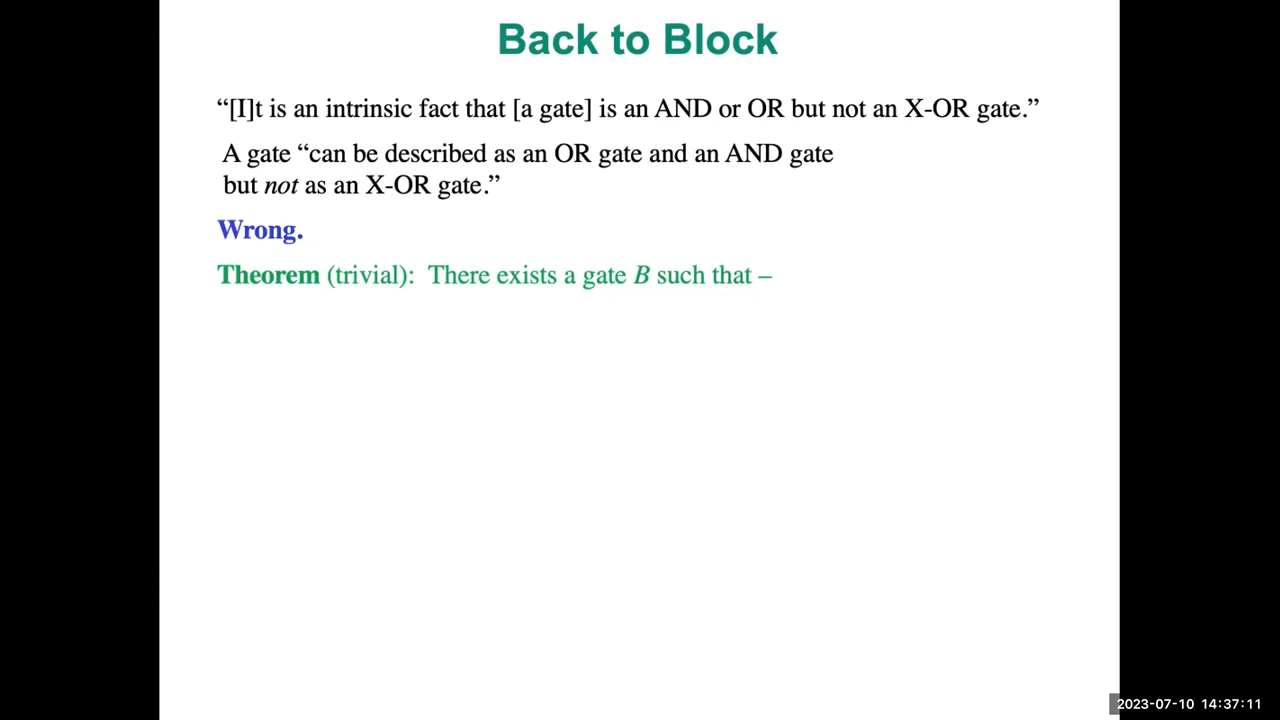 Back to Block
“[I]t is an intrinsic fact that [a gate] is an AND or OR but not an X-OR gate.”
A gate “can be described as an OR gate and an AND gate
but not as an X-OR gate.”
Wrong.
Theorem (trivial): There exists a gate B such that –
2023-07-10 14:37:11